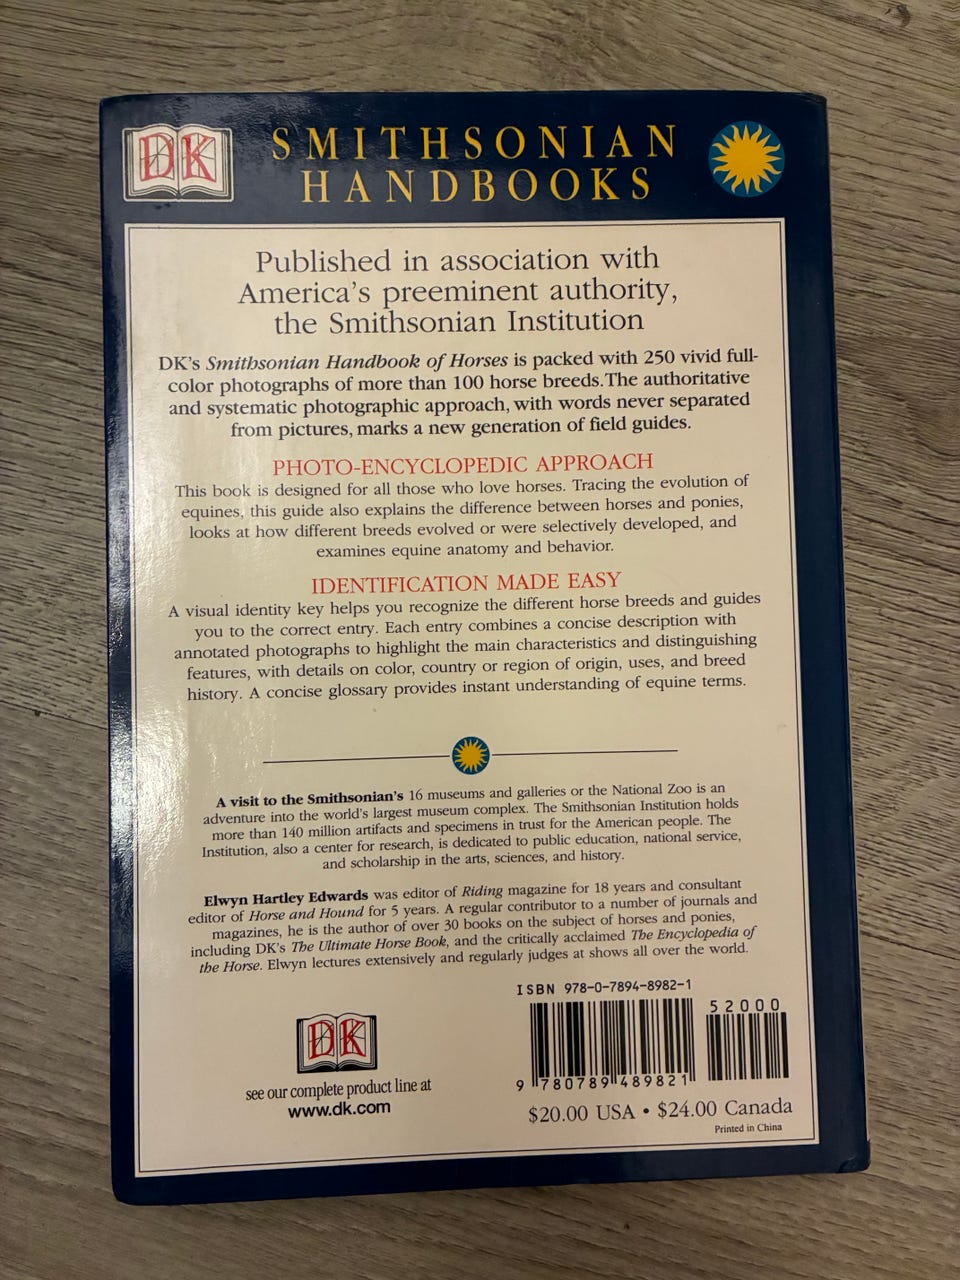 DK
SMITHSONIAN
HANDBOOKS
Published in association with
America's preeminent authority,
the Smithsonian Institution
DK's Smithsonian Handbook of Horses is packed with 250 vivid full-
color photographs of more than 100 horse breeds. The authoritative
and systematic photographic approach, with words never separated
from pictures, marks a new generation of field guides.
PHOTO-ENCYCLOPEDIC APPROACH
This book is designed for all those who love horses. Tracing the evolution of
equines, this guide also explains the difference between horses and ponies,
looks at how different breeds evolved or were selectively developed, and
examines equine anatomy and behavior.
IDENTIFICATION MADE EASY
A visual identity key helps you recognize the different horse breeds and guides
you to the correct entry. Each entry combines a concise description with
annotated photographs to highlight the main characteristics and distinguishing
features, with details on color, country or region of origin, uses, and breed
history. A concise glossary provides instant understanding of equine terms.
A visit to the Smithsonian's 16 museums and galleries or the National Zoo is an
adventure into the world's largest museum complex. The Smithsonian Institution holds
more than 140 million artifacts and specimens in trust for the American people. The
Institution, also a center for research, is dedicated to public education, national service,
and scholarship in the arts, sciences, and history.
Elwyn Hartley Edwards was editor of Riding magazine for 18 years and consultant
editor of Horse and Hound for 5 years. A regular contributor to a number of journals and
magazines, he is the author of over 30 books on the subject of horses and ponies,
including DK's The Ultimate Horse Book, and the critically acclaimed The Encyclopedia of
the Horse. Elwyn lectures extensively and regularly judges at shows all over the world.
DK
see our complete product line at
www.dk.com
ISBN 978-0-7894-8982-1
52000
9 780789 489821
$20.00 USA • $24.00 Canada
Printed in China